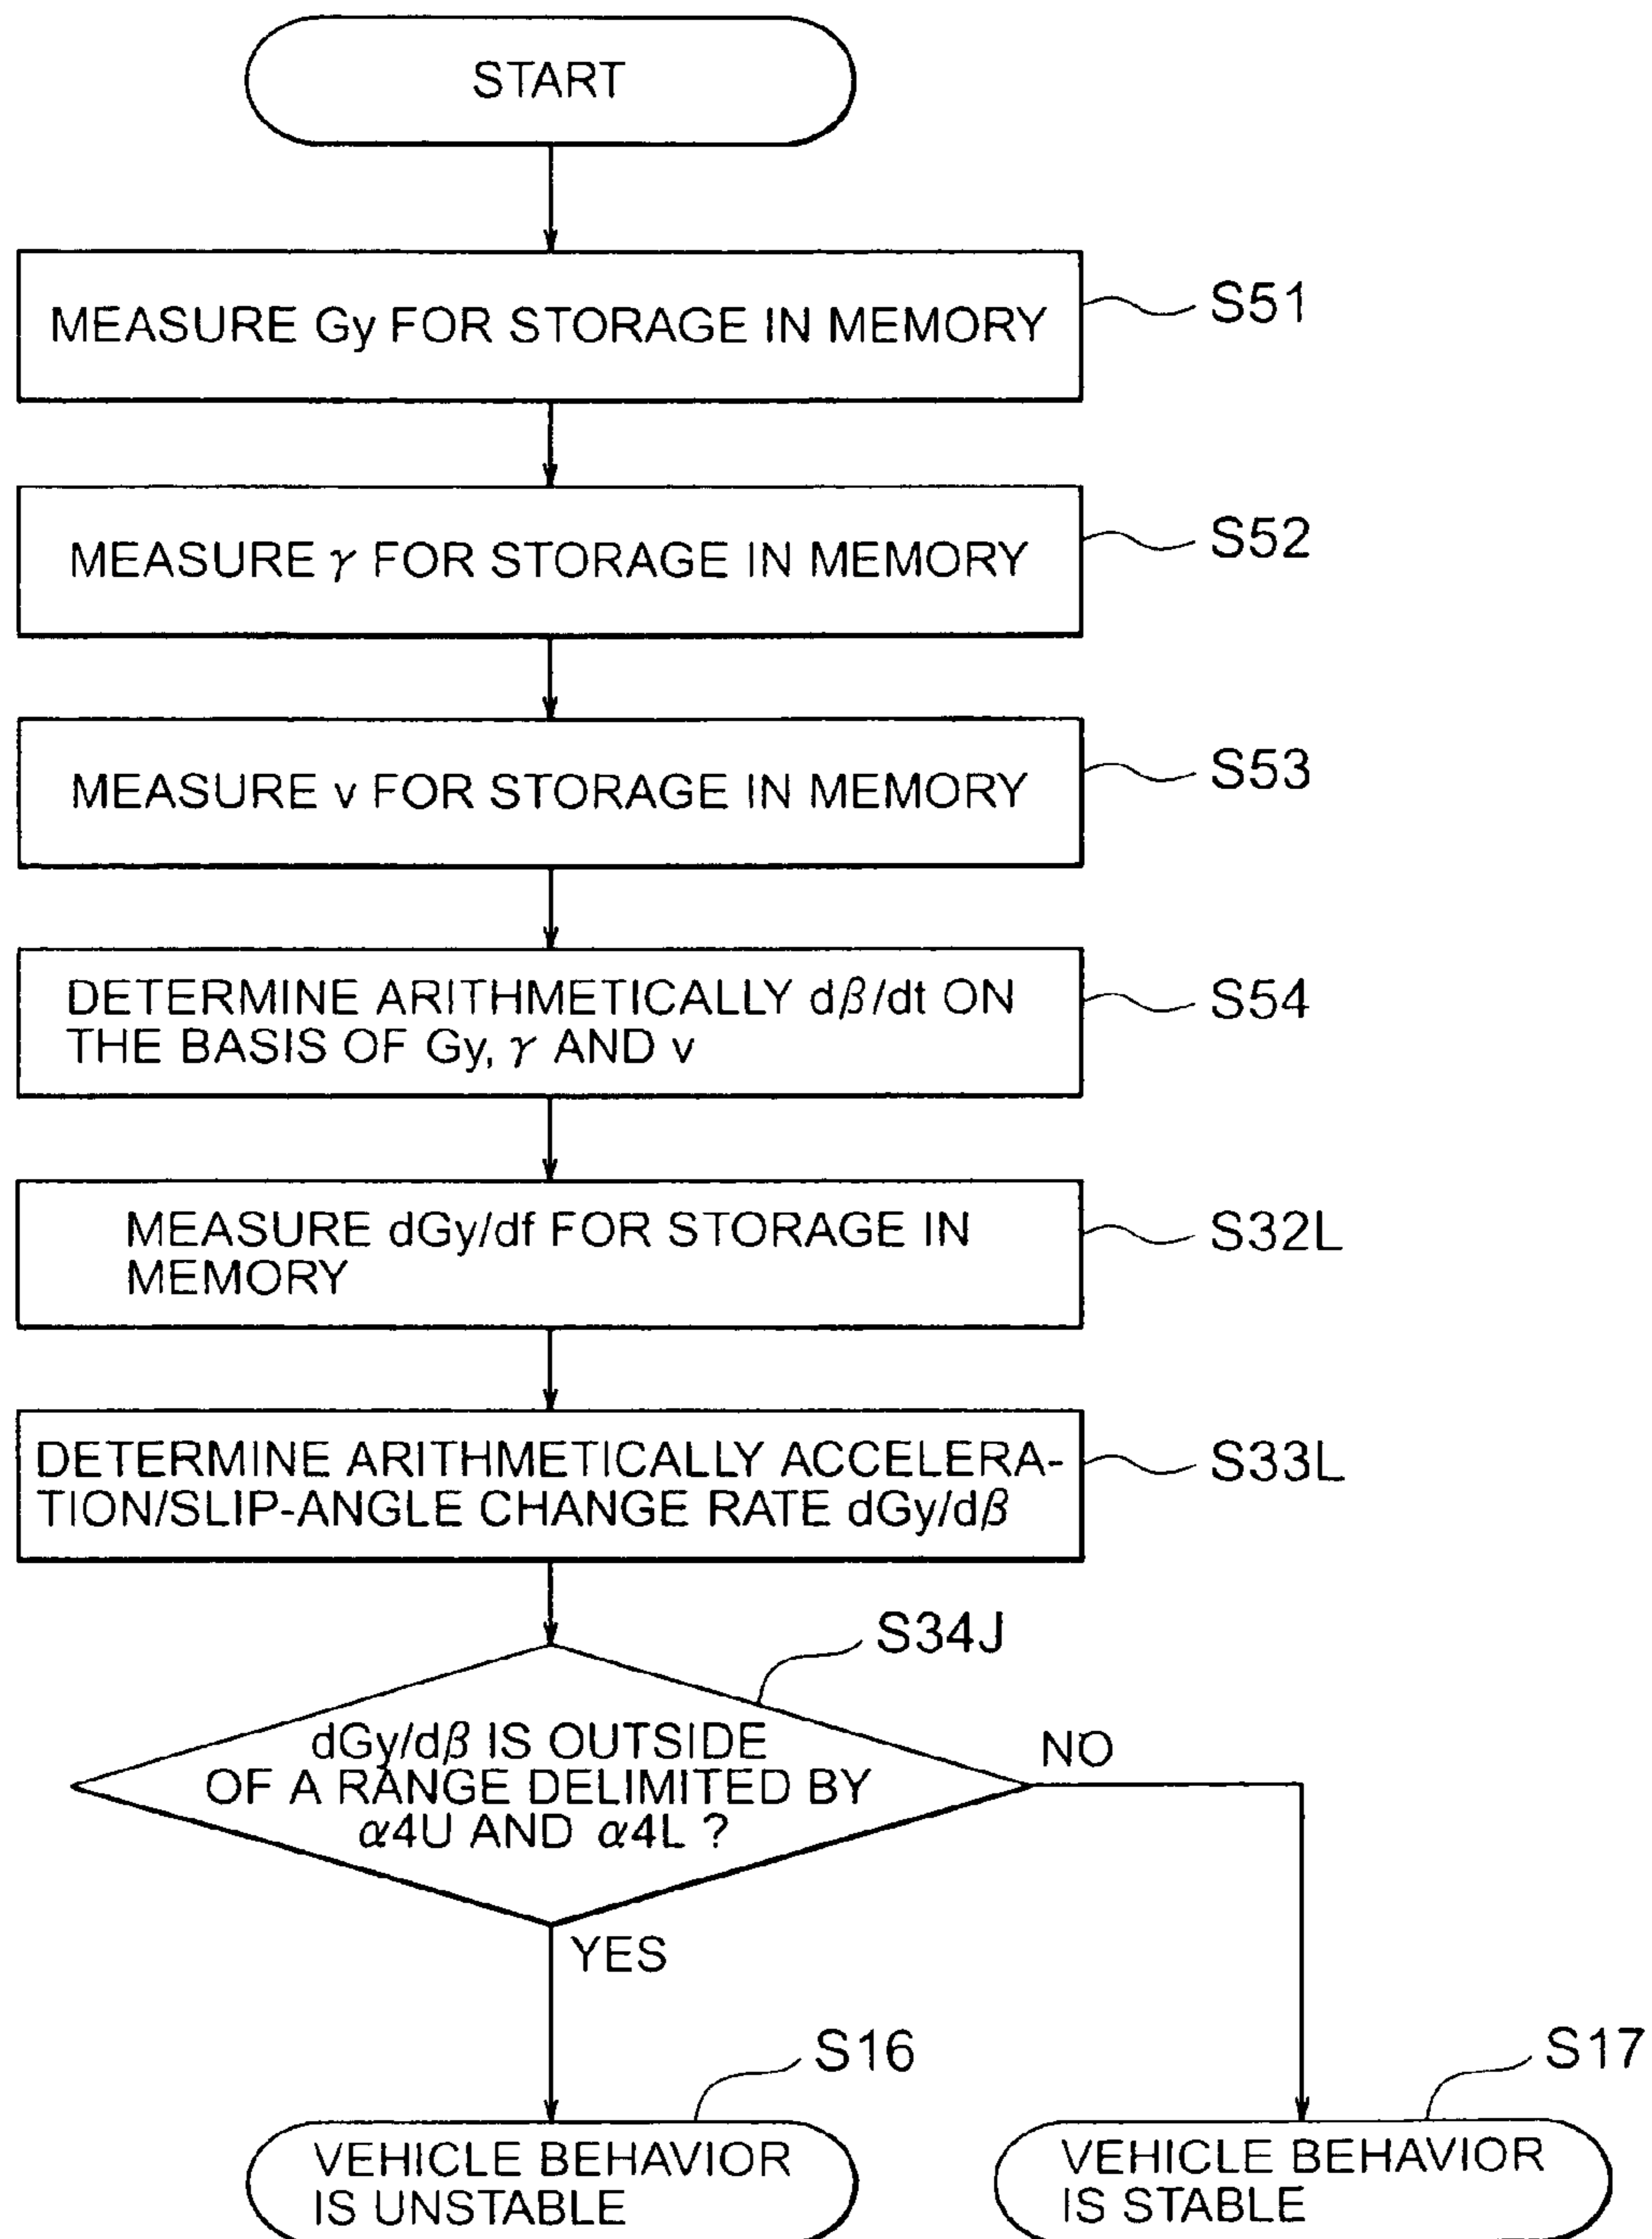 START
MEASURE Gy FOR STORAGE IN MEMORY
S51
MEASURE γ FOR STORAGE IN MEMORY
S52
MEASURE v FOR STORAGE IN MEMORY
S53
DETERMINE ARITHMETICALLY dβ/dt ON
THE BASIS OF Gy, γ AND v
S54
MEASURE dGy/df FOR STORAGE IN
MEMORY
S32L
DETERMINE ARITHMETICALLY ACCELERA-
TION/SLIP-ANGLE CHANGE RATE dGy/dβ
S33L
S34J
dGy/dβ IS OUTSIDE
OF A RANGE DELIMITED BY
α4U AND α4L ?
NO
YES
S16
VEHICLE BEHAVIOR
IS UNSTABLE
S17
VEHICLE BEHAVIOR
IS STABLE